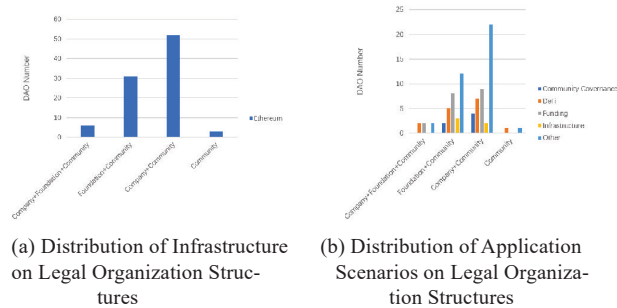 60
50
40
30
20
10
0
DAO Number
Company+Foundation+Community
Foundation+Community
Company+Community
Community
Ethereum
25
20
15
10
5
0
DAO Number
Company+Foundation+Community
Foundation+Community
Company+Community
Community
Community Governance
DeFi
Funding
Infrastructure
Other
(a) Distribution of Infrastructure
on Legal Organization Struc-
tures
(b) Distribution of Application
Scenarios on Legal Organiza-
tion Structures